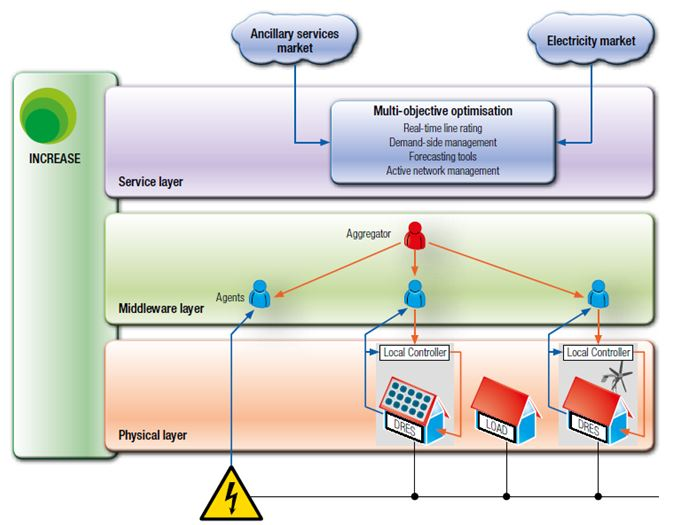 Ancillary services
market
Electricity market
INCREASE
Multi-objective optimisation
Real-time line rating
Demand-side management
Forecasting tools
Active network management
Service layer
Aggregator
Agents
Middleware layer
Local Controller
Local Controller
DRES
LOAD
DRES
Physical layer